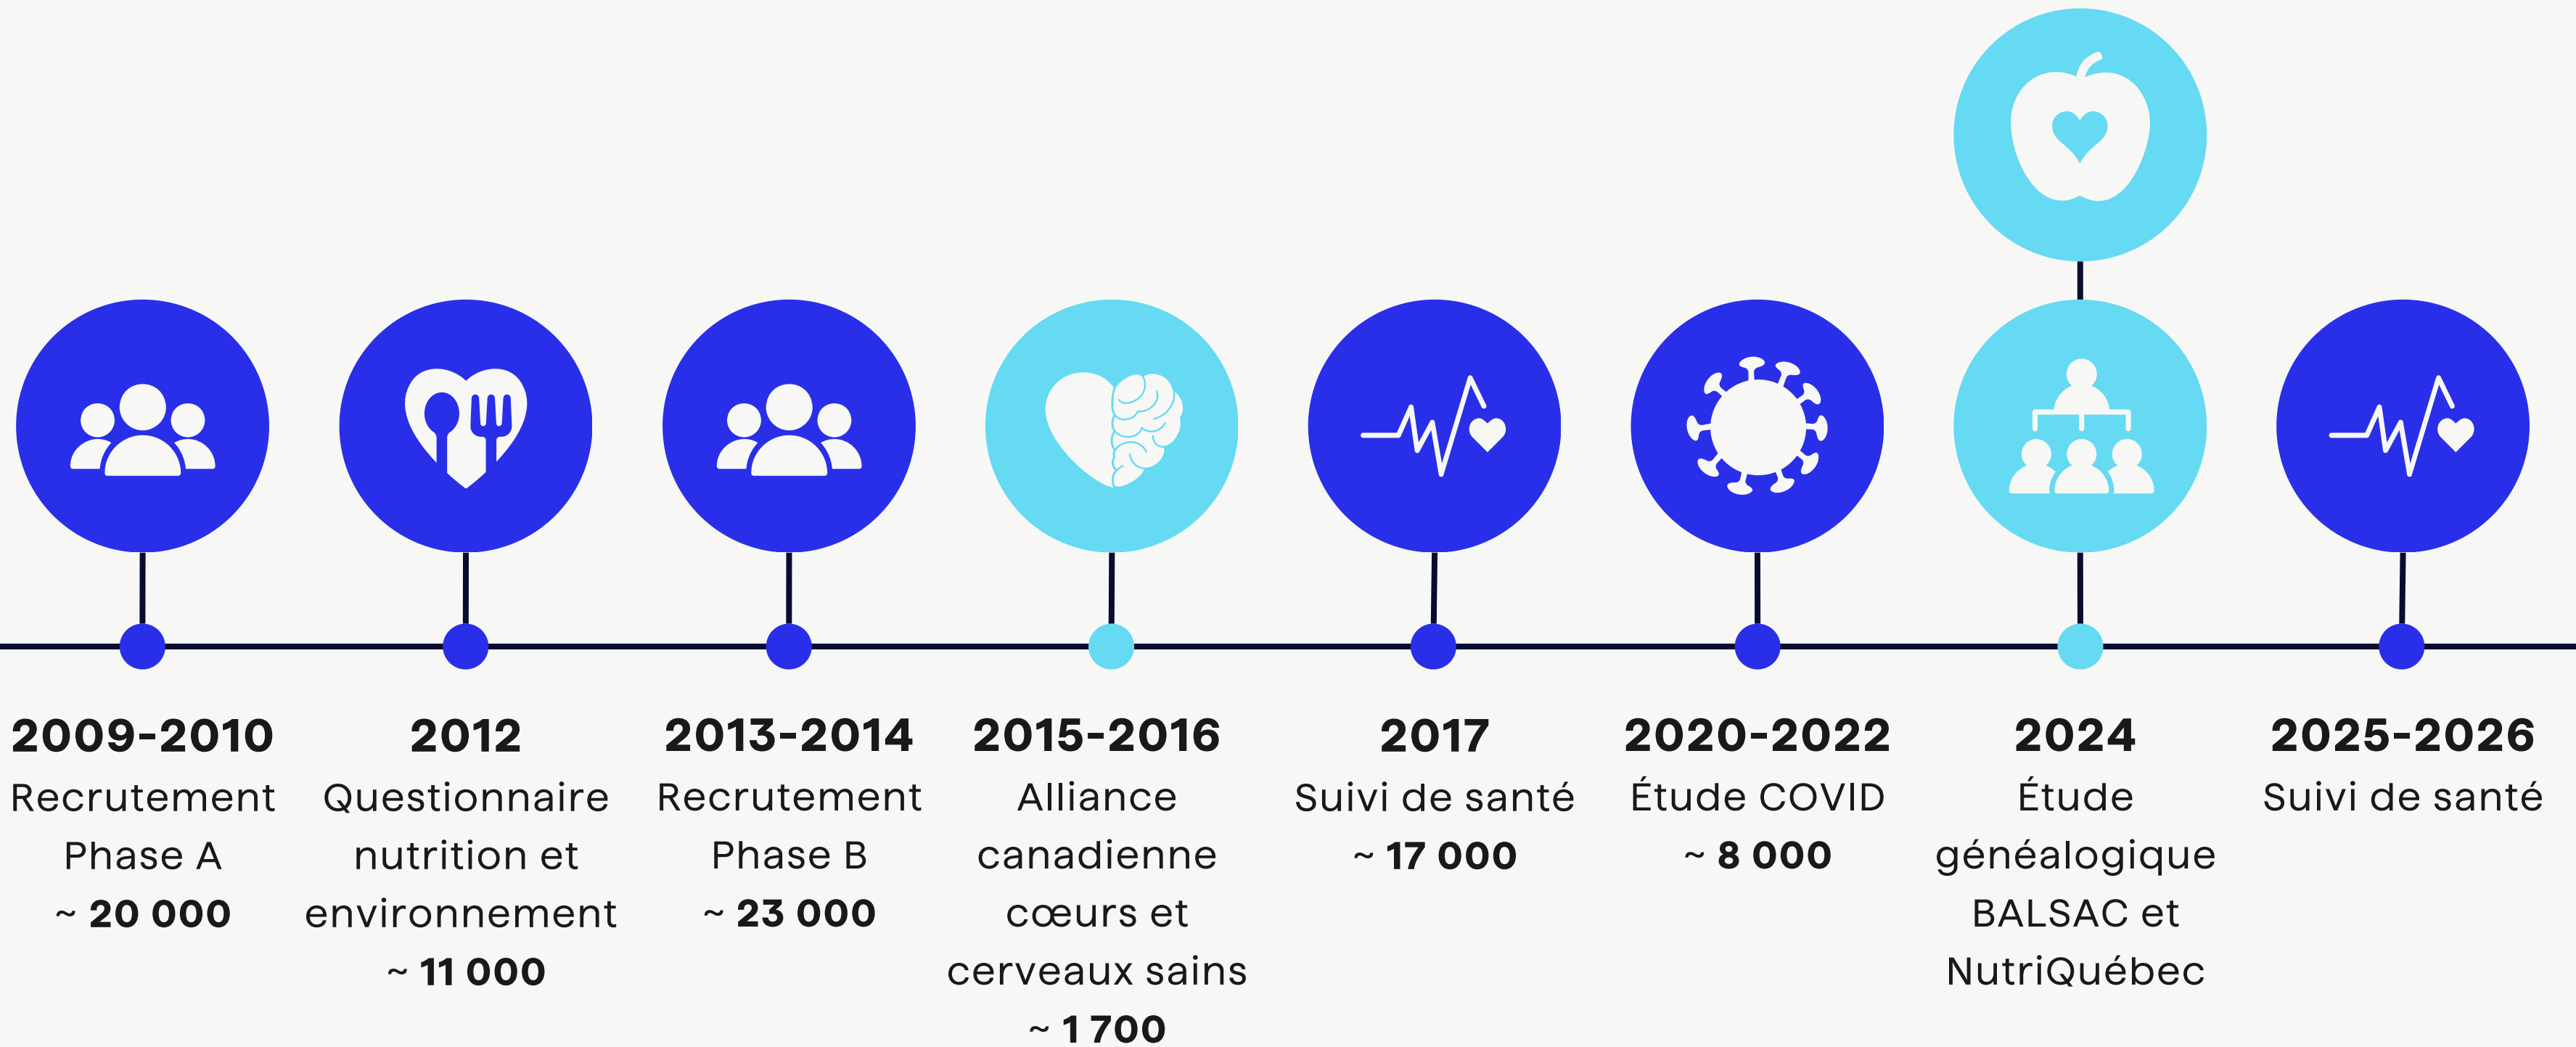 2009-2010
Recrutement
Phase A
~ 20 000
2012
Questionnaire
nutrition et
environnement
~ 11 000
2013-2014
Recrutement
Phase B
~ 23 000
2015-2016
Alliance
canadienne
cœurs et
cerveaux sains
~ 1 700
2017
Suivi de santé
~ 17 000
2020-2022
Étude COVID
~ 8 000
2024
Étude
généalogique
BALSAC et
NutriQuébec
2025-2026
Suivi de santé